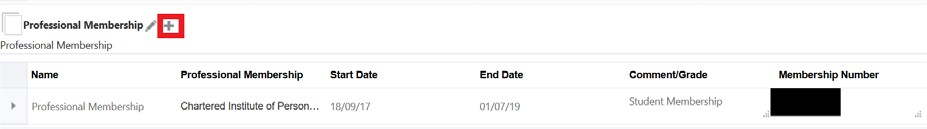 Professional Membership
Professional Membership
Name Professional Membership Start Date End Date Comment/Grade Membership Number
Professional Membership Chartered Institute of Person... 18/09/17 01/07/19 Student Membership